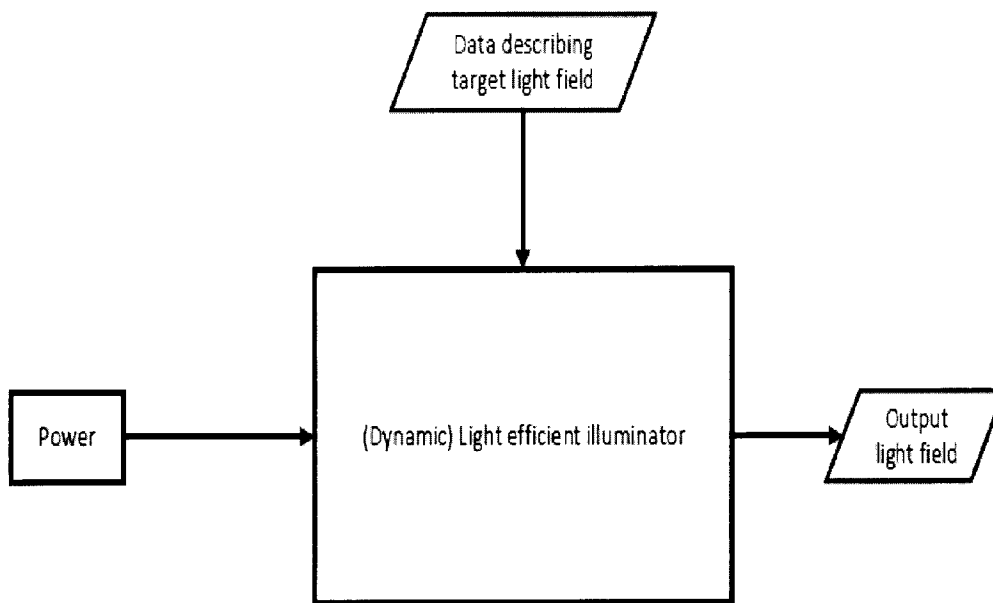 Data describing
target light field
Power
(Dynamic) Light efficient illuminator
Output
light field